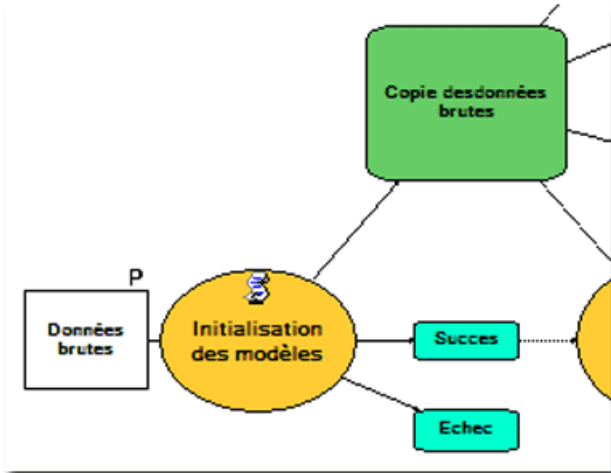 Copie desdonnées
brutes
P
Données
brutes
Initialisation
des modèles
Succes
Echec